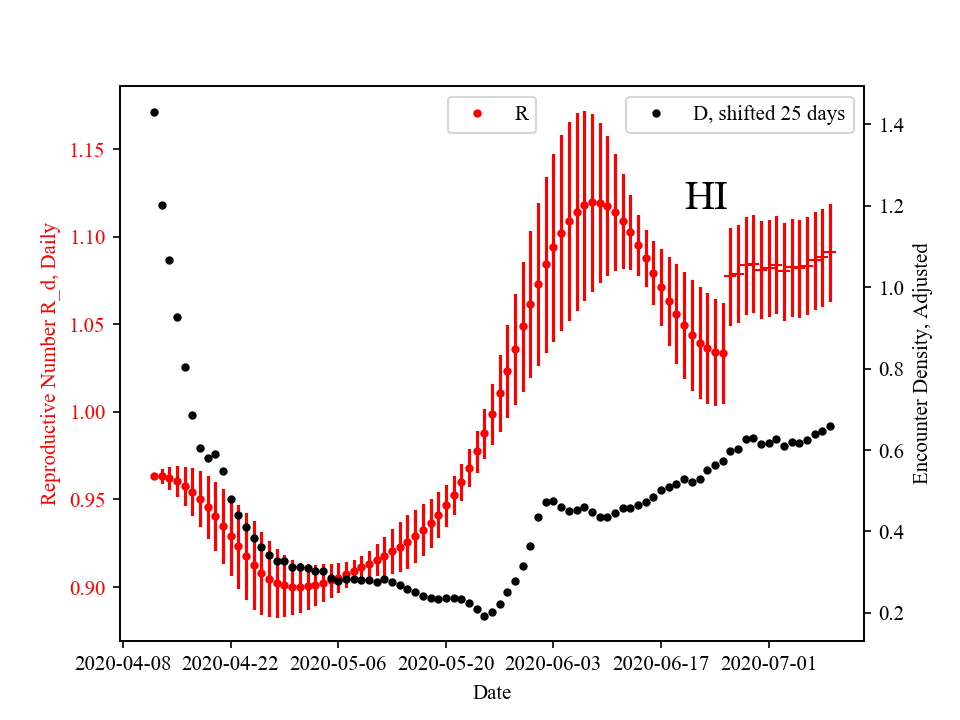 R
D, shifted 25 days
HI
Reproductive Number R_d, Daily
1.15
1.10
1.05
1.00
0.95
0.90
1.4
1.2
1.0
0.8
0.6
0.4
0.2
Encounter Density, Adjusted
2020-04-08 2020-04-22 2020-05-06 2020-05-20 2020-06-03 2020-06-17 2020-07-01
Date